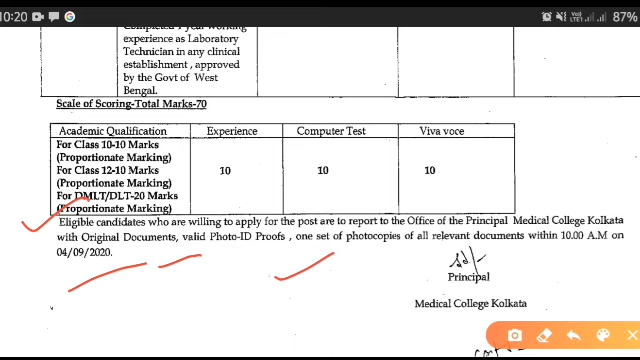 10:20
87%
Completed 1 year working
experience as Laboratory
Technician in any clinical
establishment, approved
by the Govt of West
Bengal.
Scale of Scoring-Total Marks-70
Academic Qualification Experience Computer Test Viva voce
For Class 10-10 Marks
(Proportionate Marking)
For Class 12-10 Marks 10 10 10
(Proportionate Marking)
For DMLT/DLT-20 Marks
(Proportionate Marking)
Eligible candidates who are willing to apply for the post are to report to the Office of the Principal Medical College Kolkata
with Original Documents, valid Photo-ID Proofs, one set of photocopies of all relevant documents within 10.00 A.M on
04/09/2020.
Sd/-
Principal
Medical College Kolkata